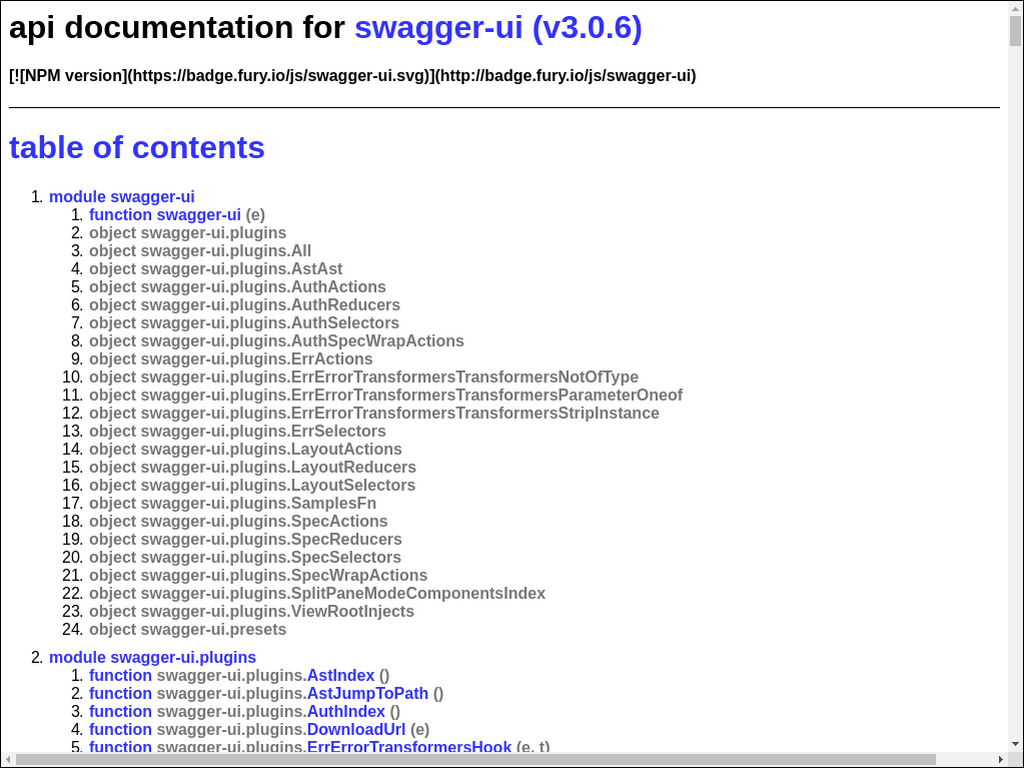 api documentation for swagger-ui (v3.0.6)
[![NPM version](https://badge.fury.io/js/swagger-ui.svg)](http://badge.fury.io/js/swagger-ui)
table of contents
1. module swagger-ui
1. function swagger-ui (e)
2. object swagger-ui.plugins
3. object swagger-ui.plugins.All
4. object swagger-ui.plugins.AstAst
5. object swagger-ui.plugins.AuthActions
6. object swagger-ui.plugins.AuthReducers
7. object swagger-ui.plugins.AuthSelectors
8. object swagger-ui.plugins.AuthSpecWrapActions
9. object swagger-ui.plugins.ErrActions
10. object swagger-ui.plugins.ErrErrorTransformersTransformersNotOfType
11. object swagger-ui.plugins.ErrErrorTransformersTransformersParameterOneof
12. object swagger-ui.plugins.ErrErrorTransformersTransformersStripInstance
13. object swagger-ui.plugins.ErrSelectors
14. object swagger-ui.plugins.LayoutActions
15. object swagger-ui.plugins.LayoutReducers
16. object swagger-ui.plugins.LayoutSelectors
17. object swagger-ui.plugins.SamplesFn
18. object swagger-ui.plugins.SpecActions
19. object swagger-ui.plugins.SpecReducers
20. object swagger-ui.plugins.SpecSelectors
21. object swagger-ui.plugins.SpecWrapActions
22. object swagger-ui.plugins.SplitPaneModeComponentsIndex
23. object swagger-ui.plugins.ViewRootInjects
24. object swagger-ui.presets
2. module swagger-ui.plugins
1. function swagger-ui.plugins.AstIndex ()
2. function swagger-ui.plugins.AstJumpToPath ()
3. function swagger-ui.plugins.AuthIndex ()
4. function swagger-ui.plugins.DownloadUrl (e)
5. function swagger-ui.plugins.ErrErrorTransformersHook (e, t)